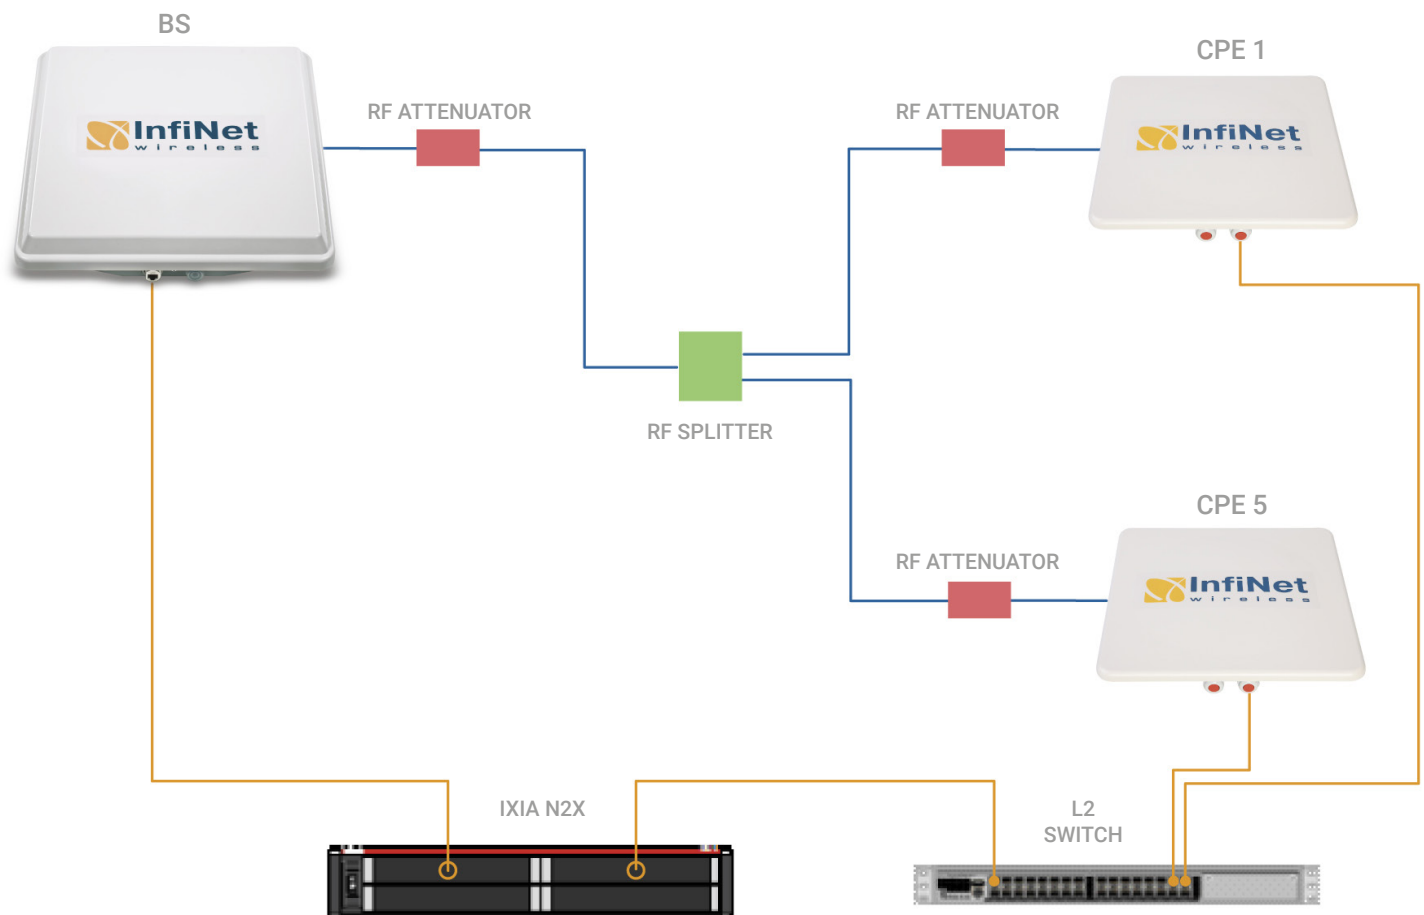 BS
InfiNet
wireless
RF ATTENUATOR
RF ATTENUATOR
CPE 1
InfiNet
wireless
RF SPLITTER
CPE 5
RF ATTENUATOR
InfiNet
wireless
IXIA N2X
L2
SWITCH